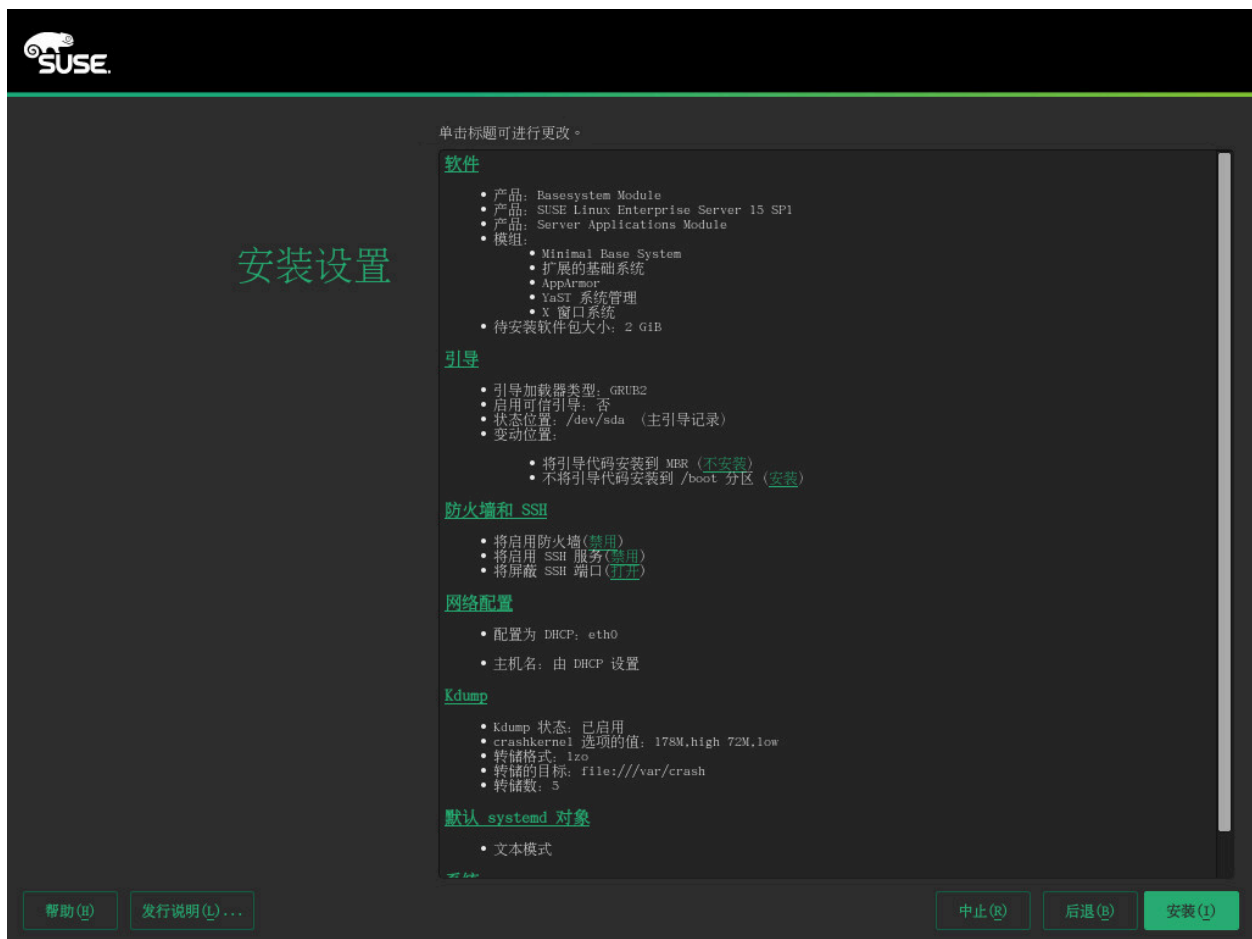 SUSE.
单击标题可进行更改。
安装设置
软件
产品: Basesystem Module
产品: SUSE Linux Enterprise Server 15 SP1
产品: Server Applications Module
模组:
Minimal Base System
扩展的基础系统
AppArmor
YaST 系统管理
X 窗口系统
待安装软件包大小: 2 GiB
引导
引导加载器类型: GRUB2
启用可信引导: 否
状态位置: /dev/sda (主引导记录)
变动位置:
将引导代码安装到 MBR (不安装)
不将引导代码安装到 /boot 分区 (安装)
防火墙和 SSH
将启用防火墙(禁用)
将启用 SSH 服务(禁用)
将屏蔽 SSH 端口(打开)
网络配置
配置为 DHCP: eth0
主机名: 由 DHCP 设置
Kdump
Kdump 状态: 已启用
crashkernel 选项的值: 178M,high 72M,low
转储格式: lzo
转储的目标: file:///var/crash
转储数: 5
默认 systemd 对象
文本模式
帮助(H) 发行说明(L)... 中止(R) 后退(B) 安装(I)